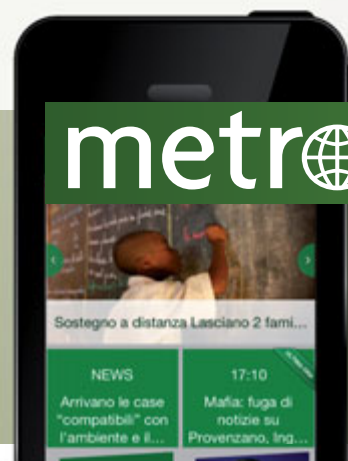 metro
Sostegno a distanza Lasciano 2 fami...
NEWS
17:10
Arrivano le case
"compatibili" con
l'ambiente e il...
Mafia: fuga di
notizie su
Provenzano, Ing...